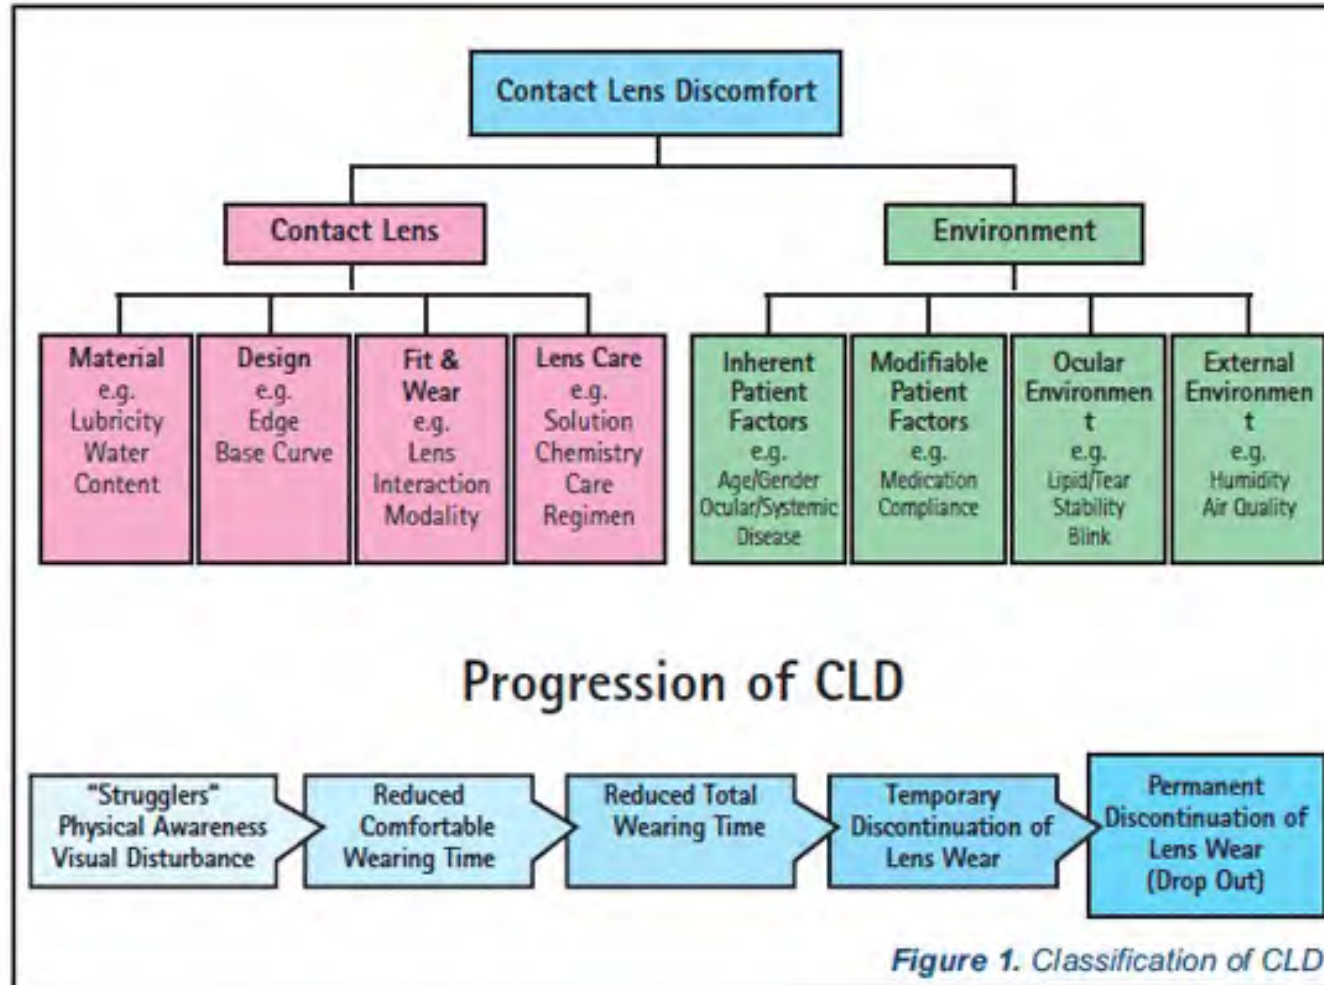 Contact Lens Discomfort
Contact Lens
Environment
Material
e.g.
Lubricity
Water
Content
Design
e.g.
Edge
Base Curve
Fit &
Wear
e.g.
Lens
Interaction
Modality
Lens Care
e.g.
Solution
Chemistry
Care
Regimen
Inherent
Patient
Factors
e.g.
Age/Gender
Ocular/Systemic
Disease
Modifiable
Patient
Factors
e.g.
Medication
Compliance
Ocular
Environmen
t
e.g.
Lipid/Tear
Stability
Blink
External
Environmen
t
e.g.
Humidity
Air Quality
Progression of CLD
"Strugglers"
Physical Awareness
Visual Disturbance
Reduced
Comfortable
Wearing Time
Reduced Total
Wearing Time
Temporary
Discontinuation of
Lens Wear
Permanent
Discontinuation of
Lens Wear
(Drop Out)
Figure 1. Classification of CLD